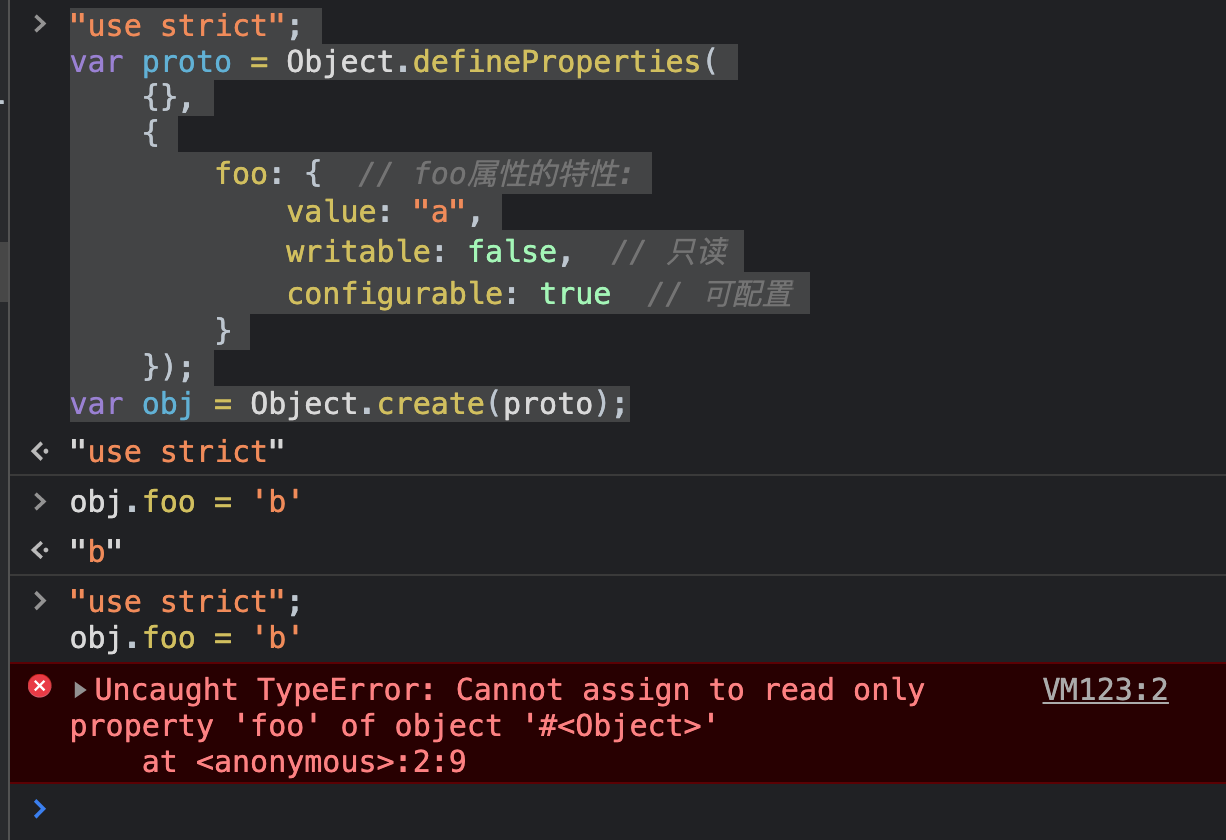 "use strict";
var proto = Object.defineProperties(
    {},
    {
        foo: {  // foo属性的特性:
            value: "a",
            writable: false,  // 只读
            configurable: true  // 可配置
        }
    });
var obj = Object.create(proto);
"use strict"
obj.foo = 'b'
"b"
"use strict";
obj.foo = 'b'
Uncaught TypeError: Cannot assign to read only VM123:2
property 'foo' of object '#<Object>'
    at <anonymous>:2:9